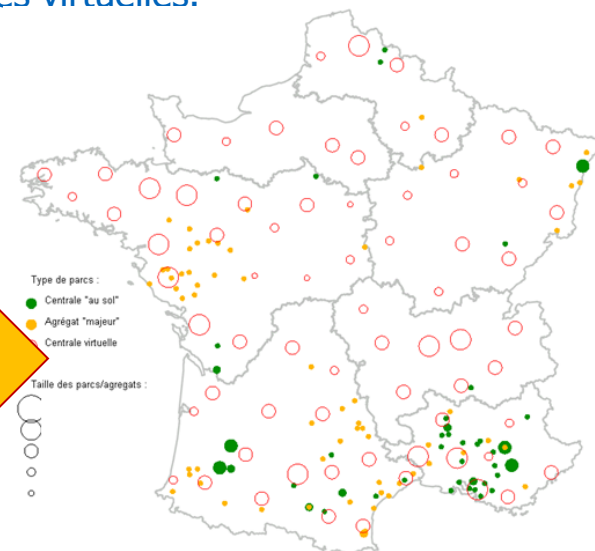 es virtuelles.
Type de parcs :
Centrale "au sol"
Agrégat "majeur"
Centrale virtuelle
Taille des parcs/agregats :